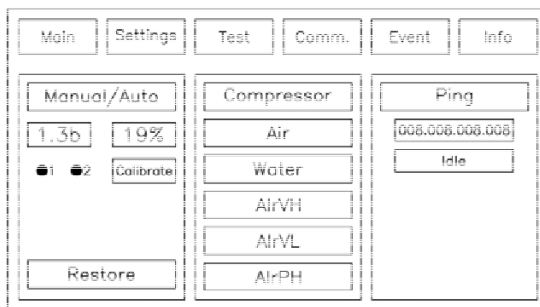 Main Settings Test Comm. Event Info
Manual/Auto
1.3b 19%
1 2 Calibrate
Restore
Compressor
Air
Water
AirVH
AirVL
AirPH
Ping
008.008.008.008
Idle